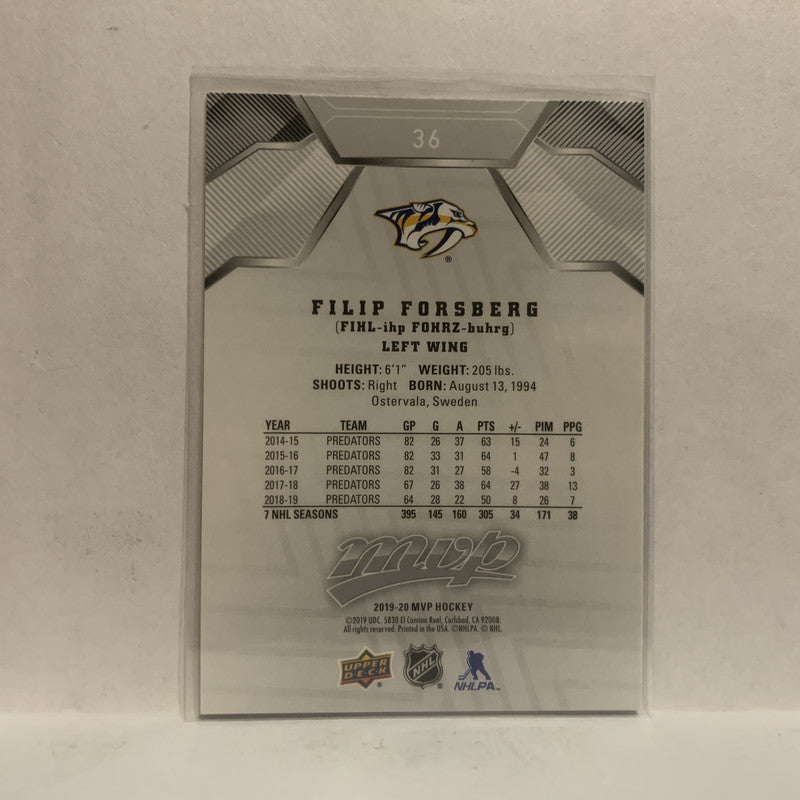 36
®
FILIP FORSBERG
(FIHL-ihp FOHRZ-buhrg)
LEFT WING
HEIGHT: 6'1" WEIGHT: 205 lbs.
SHOOTS: Right BORN: August 13, 1994
Ostervala, Sweden
YEAR TEAM GP G A PTS +/- PIM PPG
2014-15 PREDATORS 82 26 37 63 15 24 6
2015-16 PREDATORS 82 33 31 64 1 47 8
2016-17 PREDATORS 82 31 27 58 -4 32 3
2017-18 PREDATORS 67 26 38 64 27 38 13
2018-19 PREDATORS 64 28 22 50 8 26 7
7 NHL SEASONS 395 145 160 305 34 171 38
mvp
2019-20 MVP HOCKEY
©2019 UDC. 5830 El Camino Real, Carlsbad, CA 92008.
All rights reserved. Printed in the USA. ©NHLPA. © NHL.
UPPER DECK ® NHL ® NHLPA